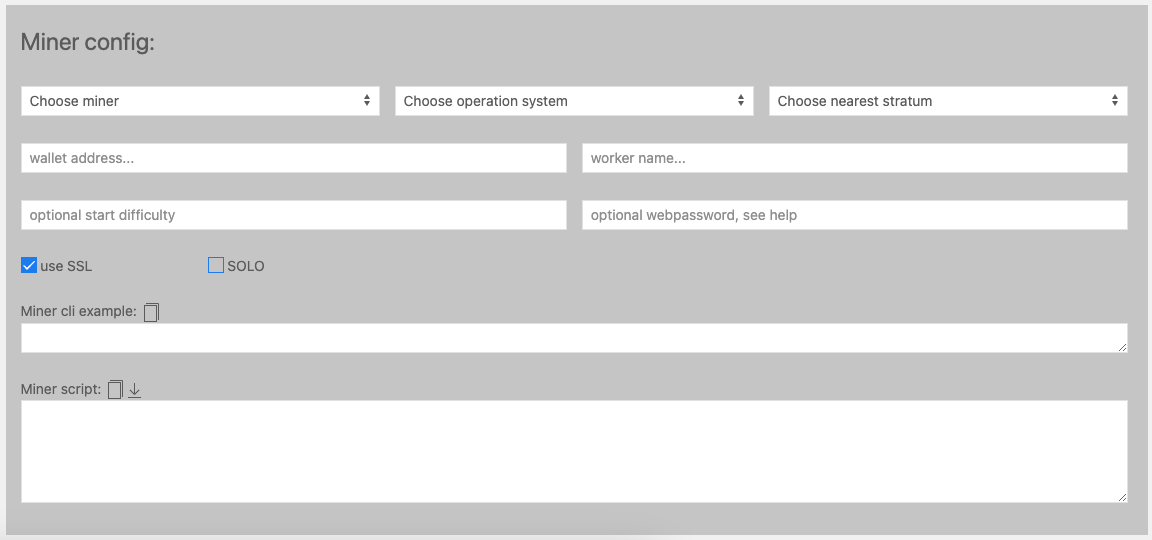 Miner config:
Choose miner
Choose operation system
Choose nearest stratum
wallet address...
worker name...
optional start difficulty
optional webpassword, see help
use SSL
SOLO
Miner cli example:
Miner script: